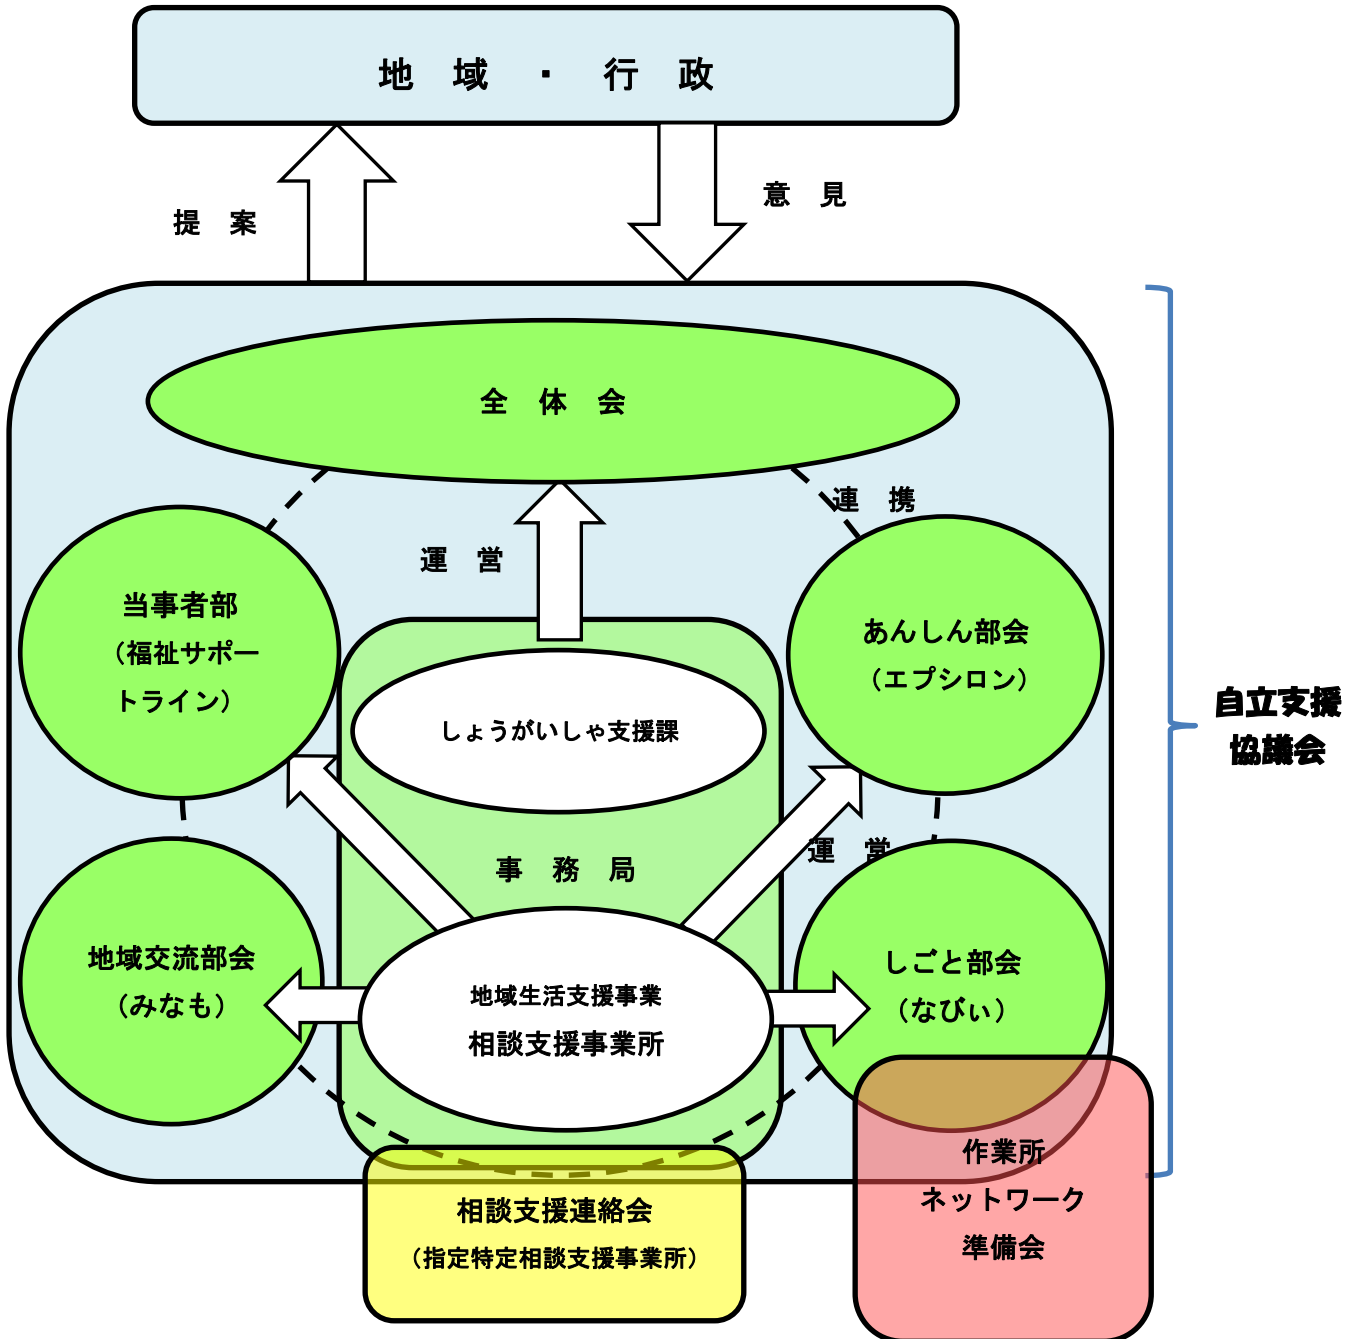 地　域　・　行　政
提　案
意　見
全　体　会
連　携
運　営
当事者部
（福祉サポー
トライン）
あんしん部会
（エプシロン）
しょうがいしゃ支援課
自立支援
協議会
事　務　局
運　営
地域交流部会
（みなも）
地域生活支援事業
相談支援事業所
しごと部会
（なびぃ）
作業所
ネットワーク
準備会
相談支援連絡会
（指定特定相談支援事業所）